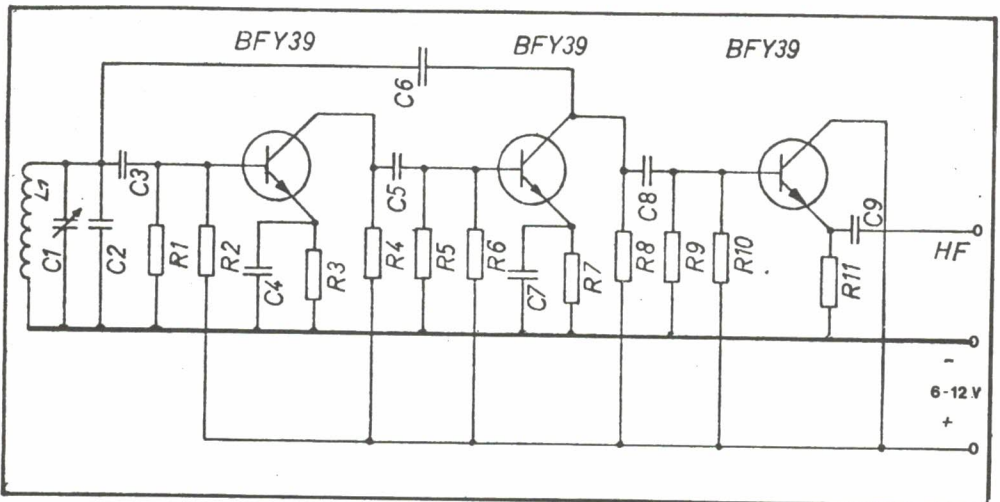 BFY39
BFY39
BFY39
C6
L1
C1
C2
C3
R1
R2
C4
R3
R4
C5
R5
R6
C7
R7
R8
C8
R9
R10
R11
C9
HF
-
6-12 V
+